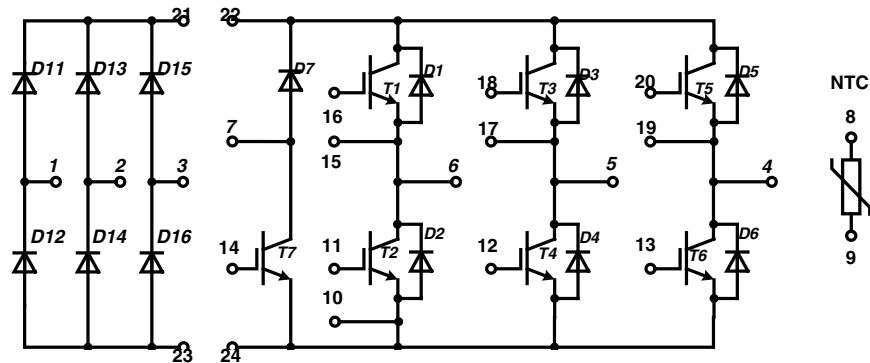 21 22
D11 D13 D15 D7 D1 D3 D5
T1 T3 T5
16 18 20
NTC
7 15 17 19 8
1 2 3 6 5 4
D12 D14 D16 D2 D4 D6
14 T7 11 T2 12 T4 13 T6 9
10
23 24